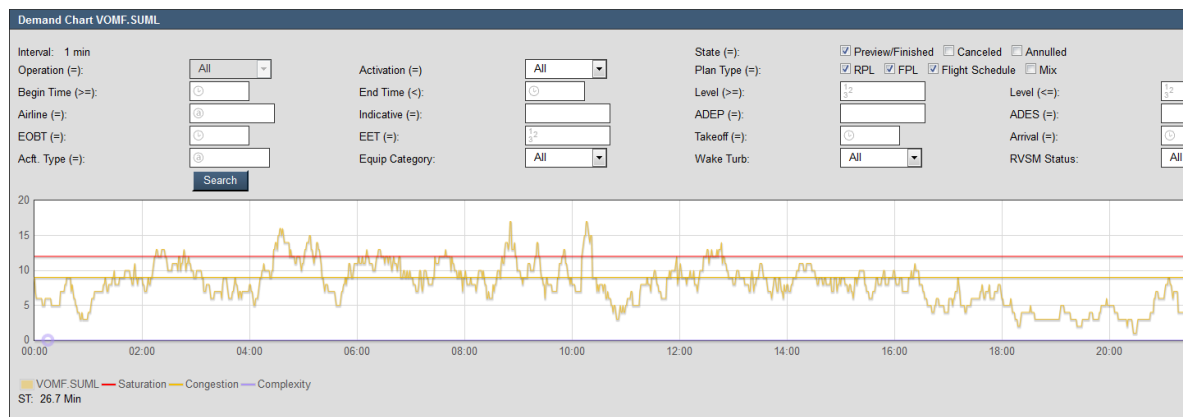 Demand Chart VOMF.SUML
Interval: 1 min State (=): Preview/Finished Canceled Annulled
Operation (=): All Activation (=) All Plan Type (=): RPL FPL Flight Schedule Mix
Begin Time (>=): End Time (<): Level (>=): Level (<=):
Airline (=): Indicative (=): ADEP (=): ADES (=):
EOBT (=): EET (=): Takeoff (=): Arrival (=):
Acft. Type (=): Equip Category: All Wake Turb: All RVSM Status: All
Search
20
15
10
5
0
00:00 02:00 04:00 06:00 08:00 10:00 12:00 14:00 16:00 18:00 20:00
VOMF.SUML Saturation Congestion Complexity
ST: 26.7 Min